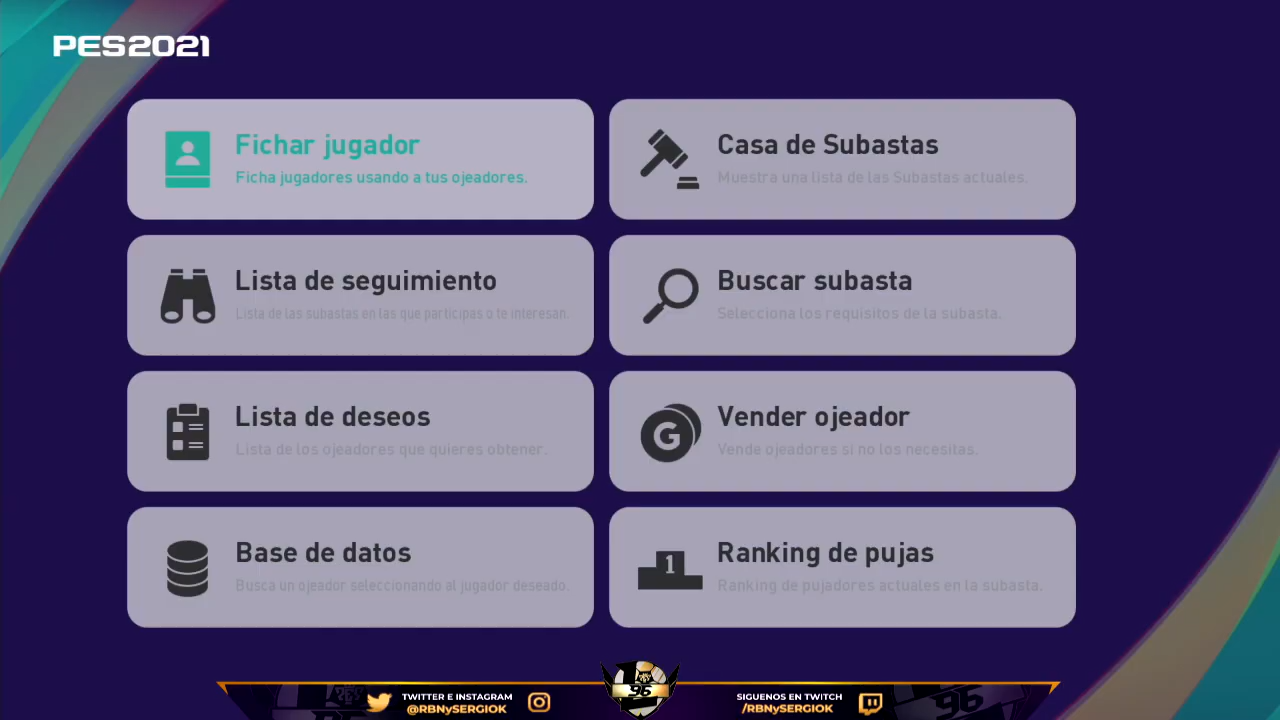 PES2021
Fichar jugador
Ficha jugadores usando a tus ojeadores.
Casa de Subastas
Muestra una lista de las Subastas actuales.
Lista de seguimiento
Lista de las subastas en las que participas o te interesan.
Buscar subasta
Selecciona los requisitos de la subasta.
Lista de deseos
Lista de los ojeadores que quieres obtener.
G
Vender ojeador
Vende ojeadores si no los necesitas.
Base de datos
Busca un ojeador seleccionando al jugador deseado.
1
Ranking de pujas
Ranking de pujadores actuales en la subasta.
TWITTER E INSTAGRAM
@RBNySERGIOK
96
SIGUENOS EN TWITCH
/RBNySERGIOK
96